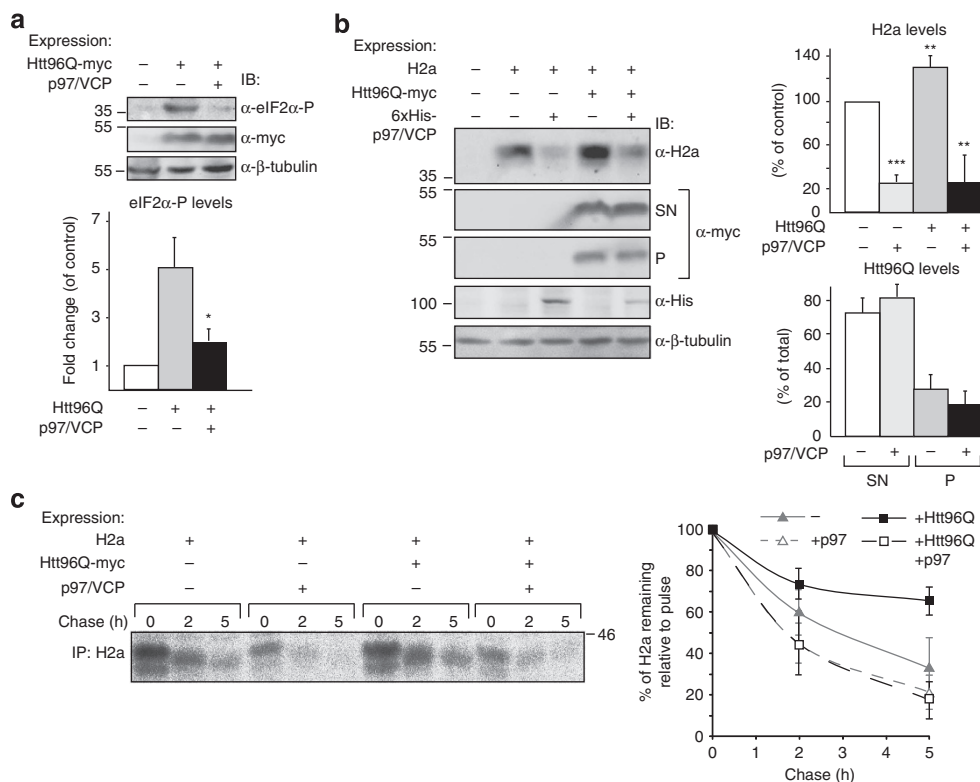 a
Expression:
Htt96Q-myc – + +
p97/VCP – – + IB:
35 – α-eIF2α-P
55 – α-myc
55 – α-β-tubulin
eIF2α-P levels
Fold change (of control)
7
5
3
1
*
Htt96Q – + +
p97/VCP – – +
b
Expression:
H2a – + + + +
Htt96Q-myc – – – + +
6xHis-p97/VCP – – + – + IB:
α-H2a
35 –
55 – SN
55 – P
α-myc
100 – α-His
55 – α-β-tubulin
H2a levels
(% of control)
140
100
80
60
20
0
***
**
**
Htt96Q – – + +
p97/VCP – + – +
Htt96Q levels
(% of total)
80
60
40
20
0
p97/VCP – + – +
SN P
c
Expression:
H2a + + + +
Htt96Q-myc – – + +
p97/VCP – + – +
Chase (h) 0 2 5 0 2 5 0 2 5 0 2 5
– 46
IP: H2a
– +Htt96Q
+p97 +Htt96Q +p97
% of H2a remaining relative to pulse
100
80
60
40
20
0
0 1 2 3 4 5
Chase (h)